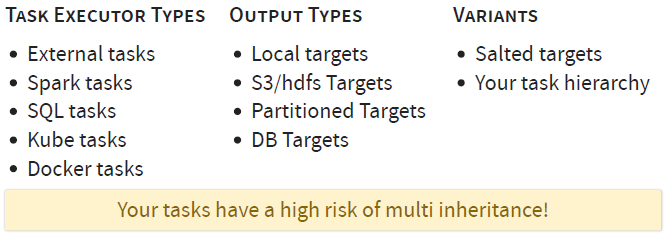 Task Executor Types
• External tasks
• Spark tasks
• SQL tasks
• Kube tasks
• Docker tasks
Output Types
• Local targets
• S3/hdfs Targets
• Partitioned Targets
• DB Targets
Variants
• Salted targets
• Your task hierarchy
Your tasks have a high risk of multi inheritance!